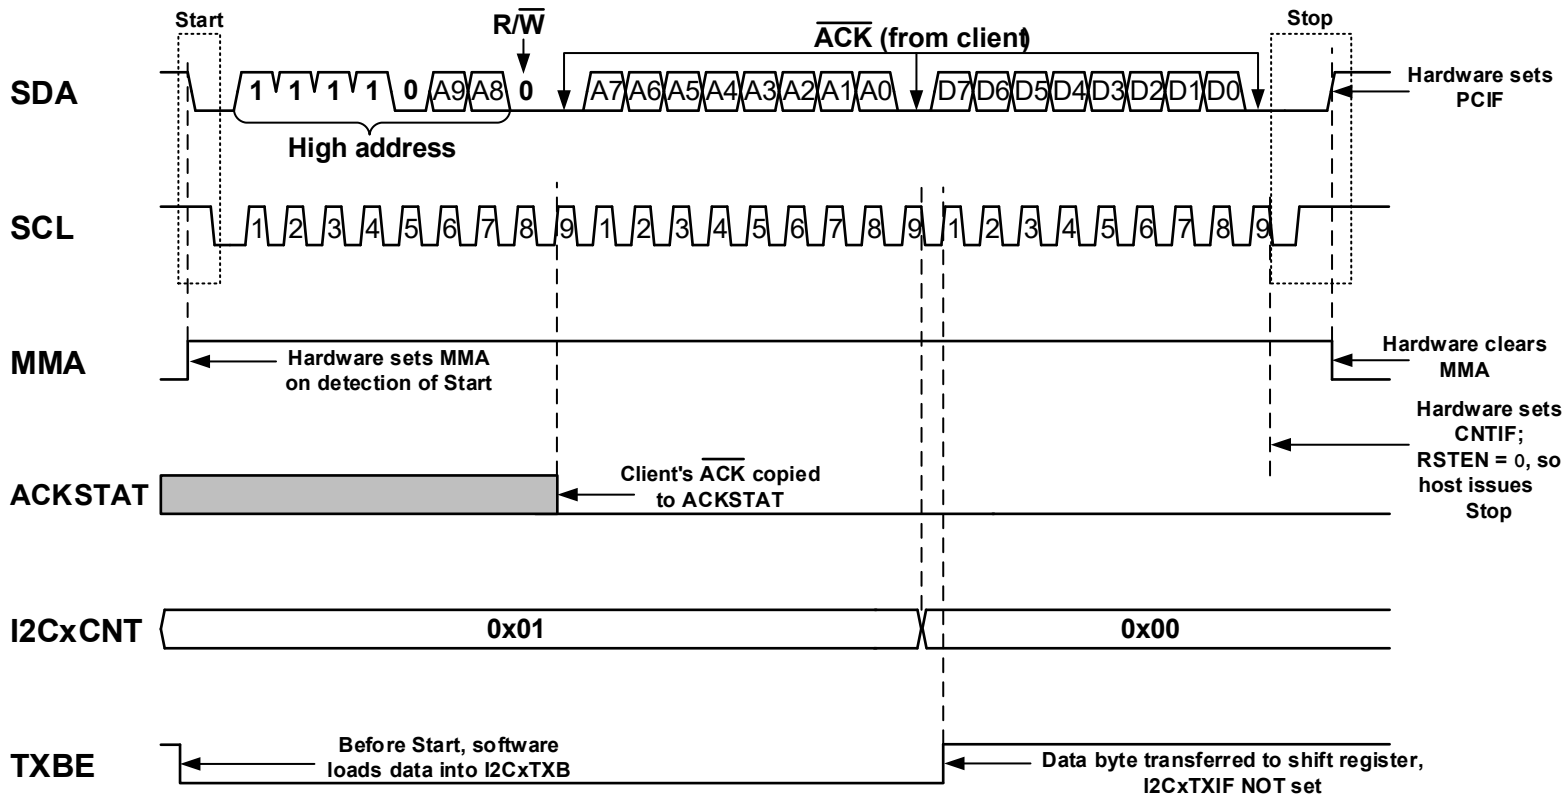 Start
R/W
ACK (from client)
Stop
SDA
1 1 1 1 0 A9 A8 0 A7 A6 A5 A4 A3 A2 A1 A0 D7 D6 D5 D4 D3 D2 D1 D0
Hardware sets
PCIF
High address
SCL
1 2 3 4 5 6 7 8 9 1 2 3 4 5 6 7 8 9 1 2 3 4 5 6 7 8 9
MMA
Hardware sets MMA
on detection of Start
Hardware clears
MMA
Hardware sets
CNTIF;
RSTEN = 0, so
host issues
Stop
ACKSTAT
Client's ACK copied
to ACKSTAT
I2CxCNT
0x01
0x00
TXBE
Before Start, software
loads data into I2CxTXB
Data byte transferred to shift register,
I2CxTXIF NOT set